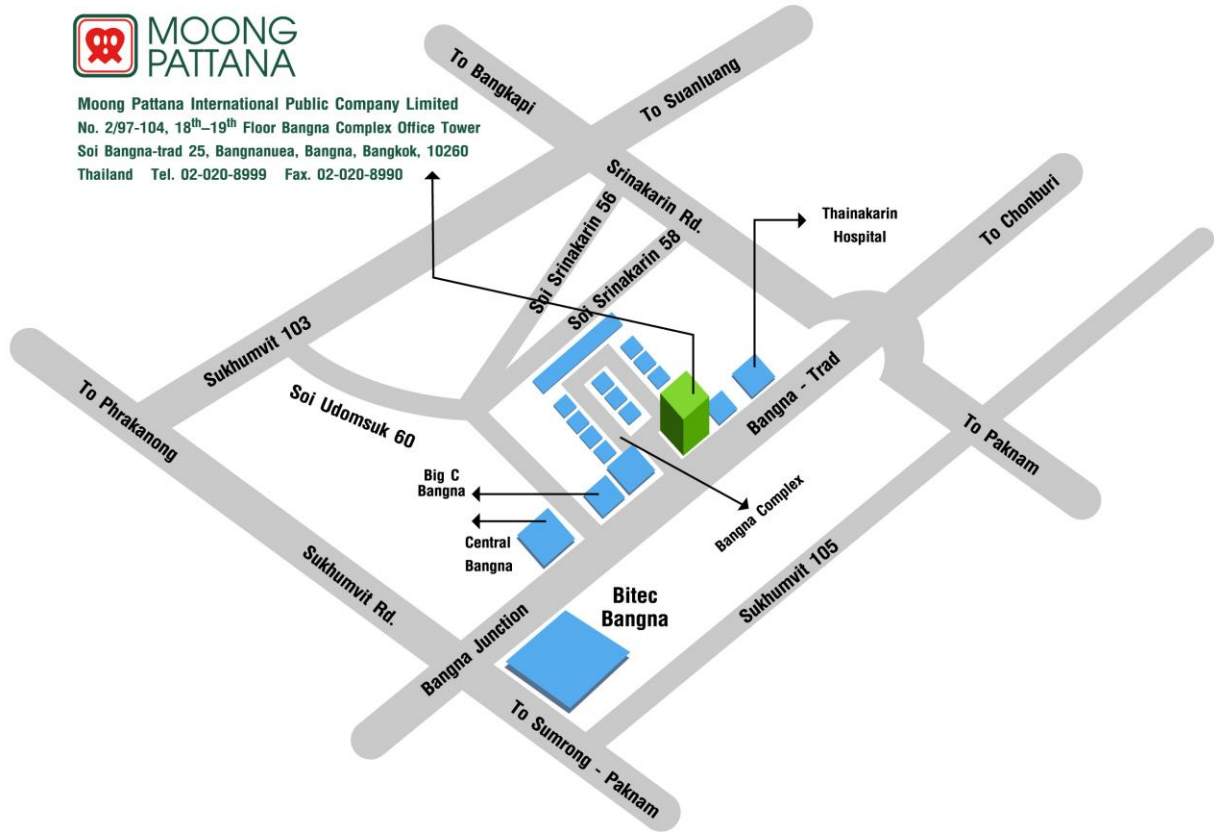 MOONG
PATTANA
Moong Pattana International Public Company Limited
No. 2/97-104, 18th–19th Floor Bangna Complex Office Tower
Soi Bangna-trad 25, Bangnanuea, Bangna, Bangkok, 10260
Thailand Tel. 02-020-8999 Fax. 02-020-8990
To Bangkapi
To Suanluang
Srinakarin Rd.
Soi Srinakarin 56
Soi Srinakarin 58
Thainakarin
Hospital
To Chonburi
Sukhumvit 103
To Phrakanong
Soi Udomsuk 60
Bangna - Trad
To Paknam
Big C
Bangna
Central
Bangna
Bangna Complex
Sukhumvit 105
Sukhumvit Rd.
Bitec
Bangna
Bangna Junction
To Sumrong - Paknam